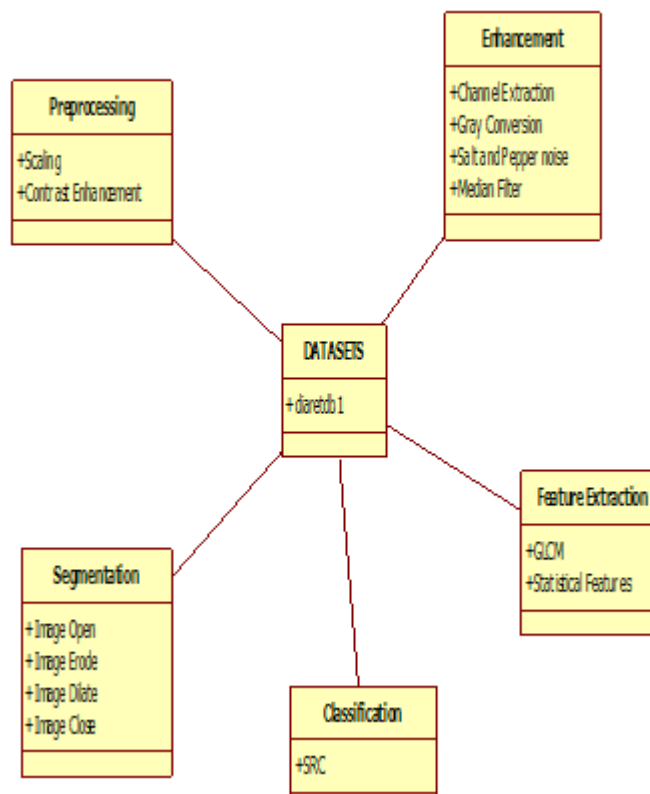 Enhancement
+Channel Extraction
+Gray Conversion
+Salt and Pepper noise
+Median Filter
Preprocessing
+Scaling
+Contrast Enhancement
DATASETS
+diaretdb1
Feature Extraction
+GLCM
+Statistical Features
Segmentation
+Image Open
+Image Erode
+Image Dilate
+Image Close
Classification
+SRC